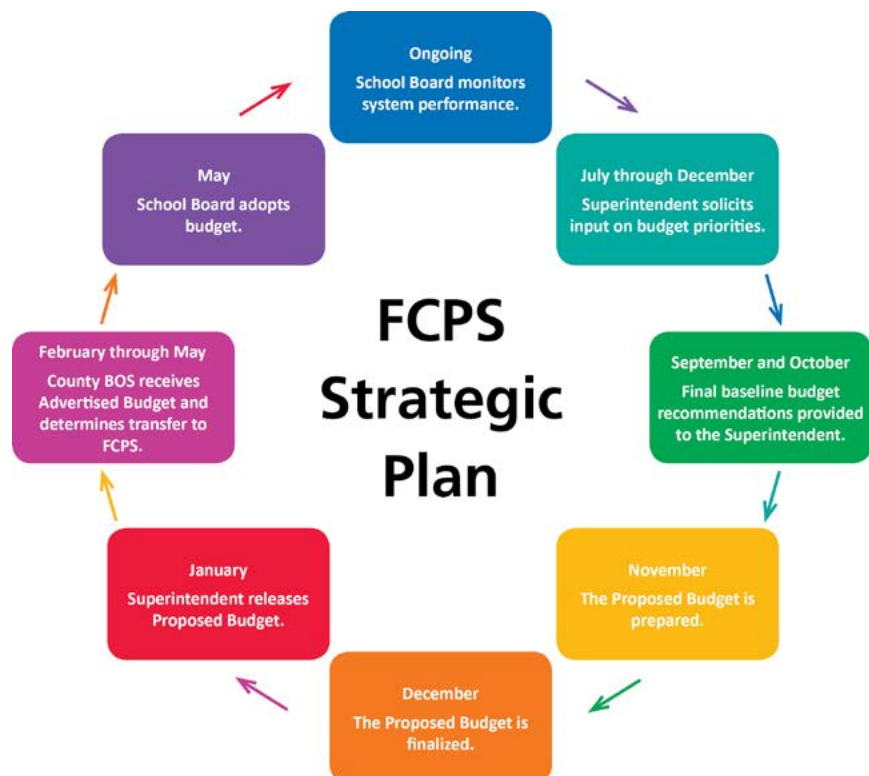 Ongoing
School Board monitors
system performance.
July through December
Superintendent solicits
input on budget priorities.
September and October
Final baseline budget
recommendations provided
to the Superintendent.
November
The Proposed Budget is
prepared.
December
The Proposed Budget is
finalized.
January
Superintendent releases
Proposed Budget.
February through May
County BOS receives
Advertised Budget and
determines transfer to
FCPS.
May
School Board adopts
budget.
FCPS
Strategic
Plan